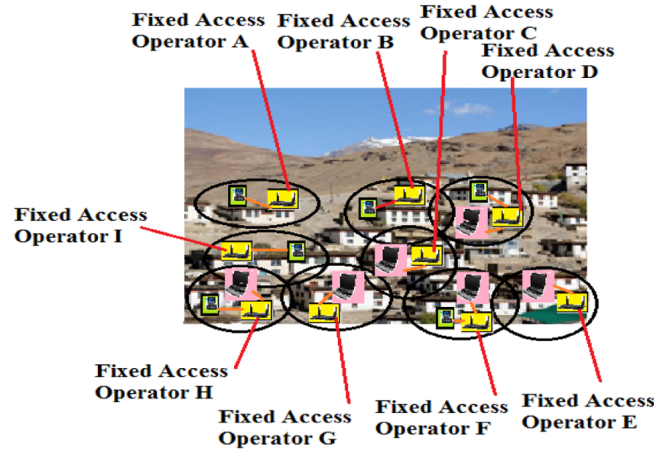 Fixed Access
Operator A
Fixed Access
Operator B
Fixed Access
Operator C
Fixed Access
Operator D
Fixed Access
Operator I
Fixed Access
Operator H
Fixed Access
Operator G
Fixed Access
Operator F
Fixed Access
Operator E